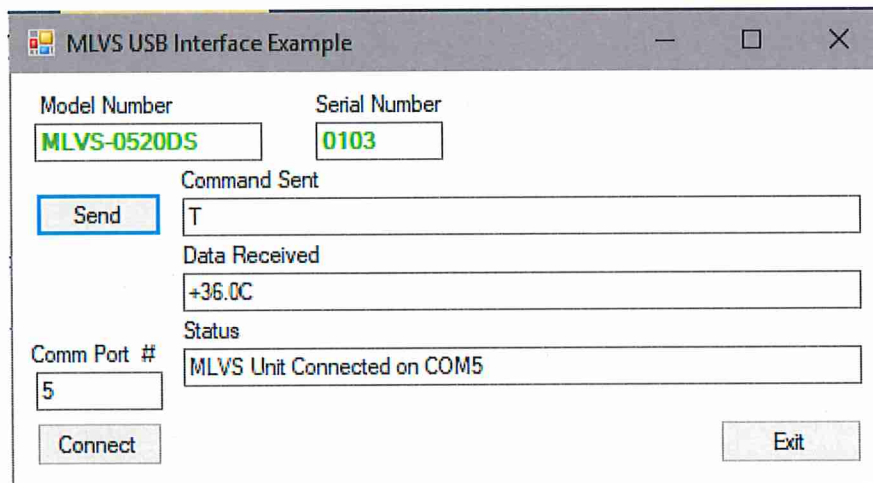 MLVS USB Interface Example
Model Number
Serial Number
MLVS-0520DS
0103
Command Sent
Send
T
Data Received
+36.0C
Status
Comm Port #
MLVS Unit Connected on COM5
5
Connect
Exit